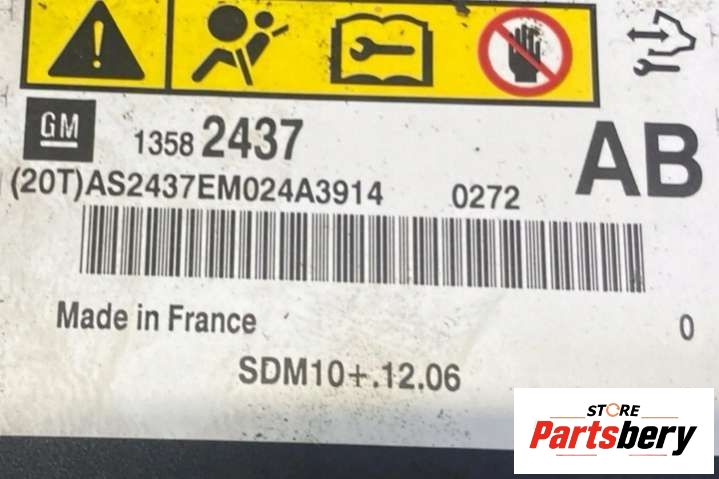 GM
1358 2437
AB
(20T)AS2437EM024A3914 0272
Made in France
0
SDM10+.12.06
STORE
Partsbery